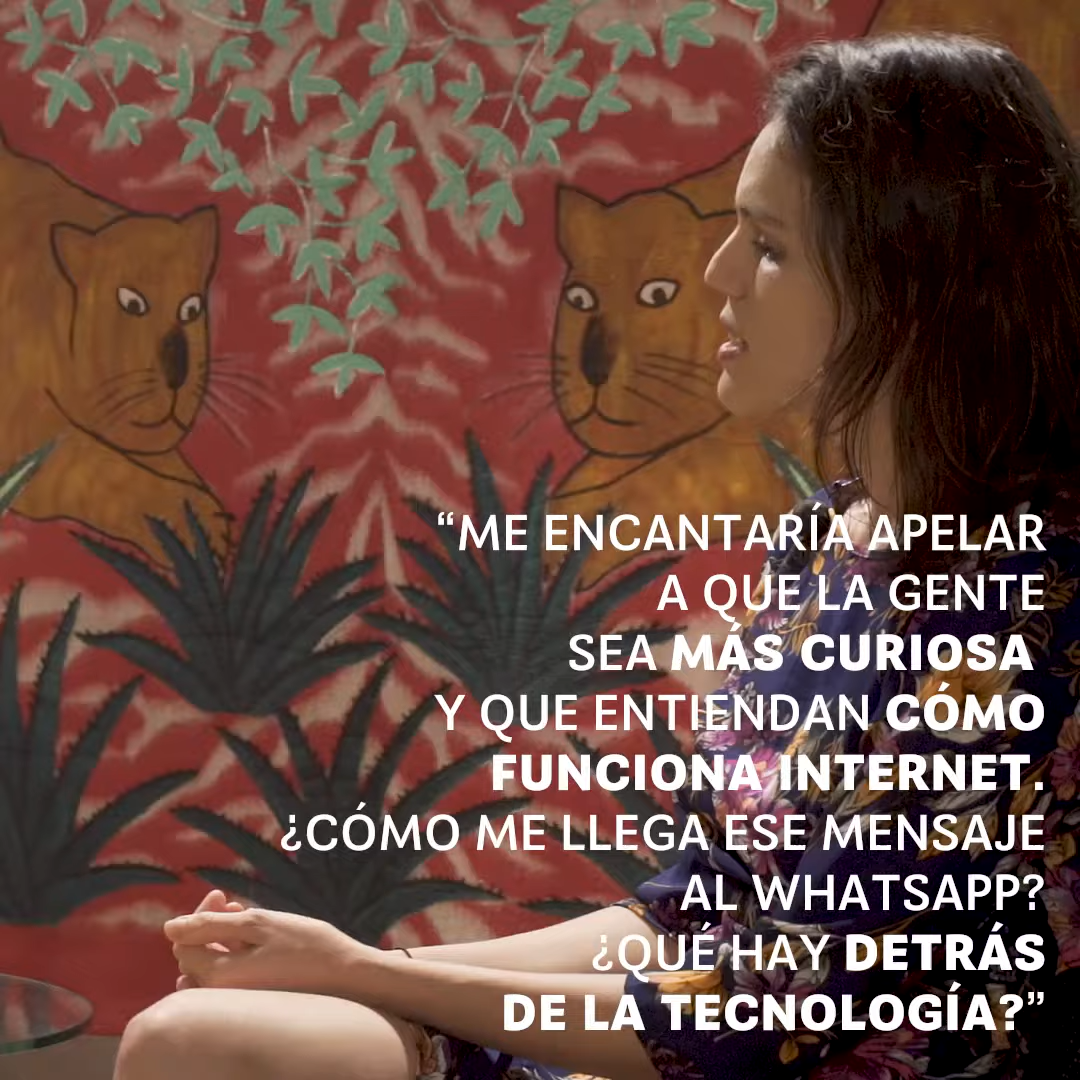 “ME ENCANTARÍA APELAR
A QUE LA GENTE
SEA MÁS CURIOSA
Y QUE ENTIENDAN CÓMO
FUNCIONA INTERNET.
¿CÓMO ME LLEGA ESE MENSAJE
AL WHATSAPP?
¿QUÉ HAY DETRÁS
DE LA TECNOLOGÍA?”